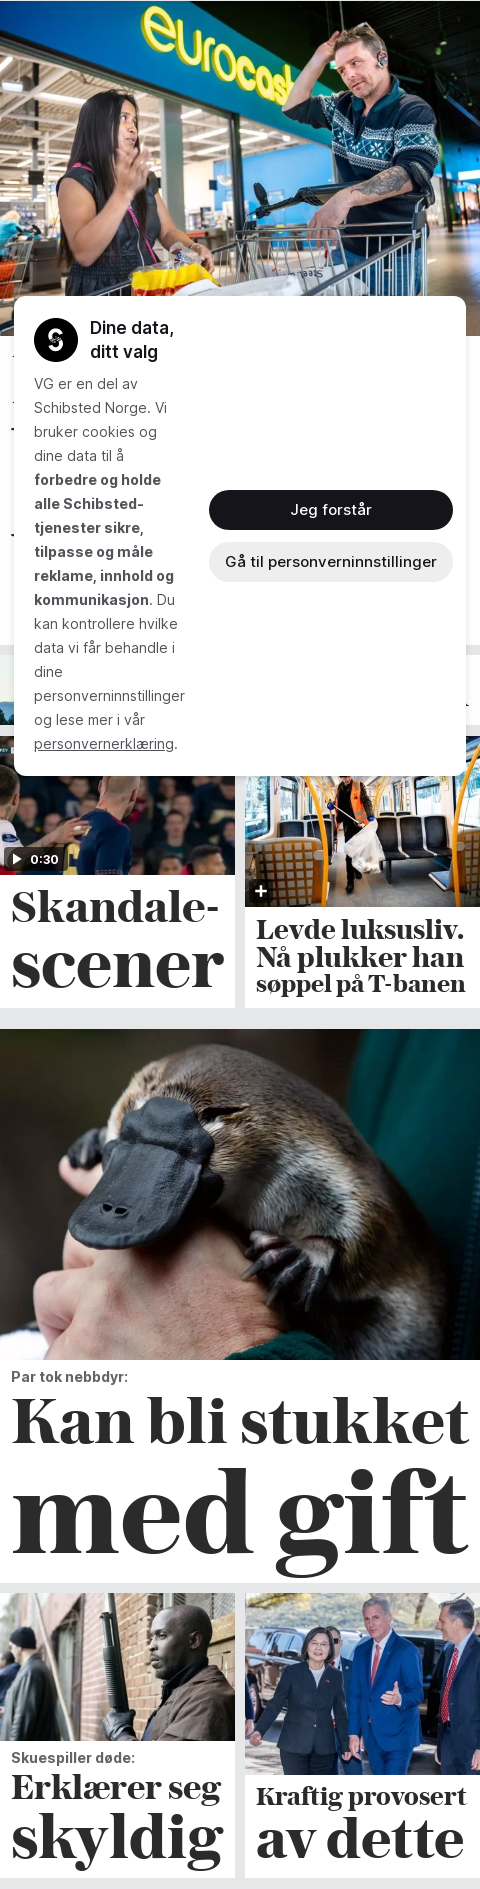 eurocash
Dine data,
ditt valg
VG er en del av
Schibsted Norge. Vi
bruker cookies og
dine data til å
forbedre og holde
alle Schibsted-
tjenester sikre,
tilpasse og måle
reklame, innhold og
kommunikasjon. Du
kan kontrollere hvilke
data vi får behandle i
dine
personverninnstillinger
og lese mer i vår
personvernerklæring.
Jeg forstår
Gå til personverninnstillinger
0:30
Skandale-
scener
Levde luksusliv.
Nå plukker han
søppel på T-banen
Par tok nebbdyr:
Kan bli stukket
med gift
Skuespiller døde:
Erklærer seg
skyldig
Kraftig provosert
av dette